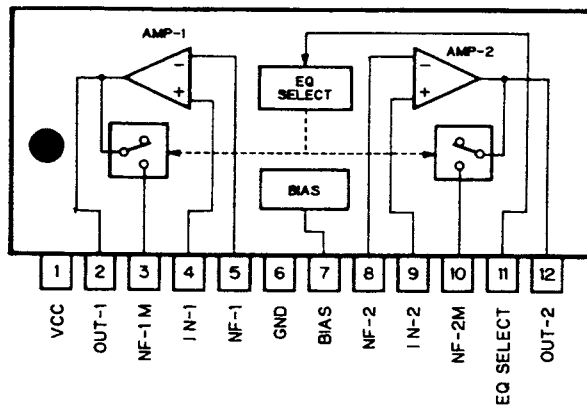 AMP-1
AMP-2
−
+
−
+
EQ
SELECT
BIAS
1
2
3
4
5
6
7
8
9
10
11
12
VCC
OUT-1
NF-1M
IN-1
NF-1
GND
BIAS
NF-2
IN-2
NF-2M
EQ SELECT
OUT-2